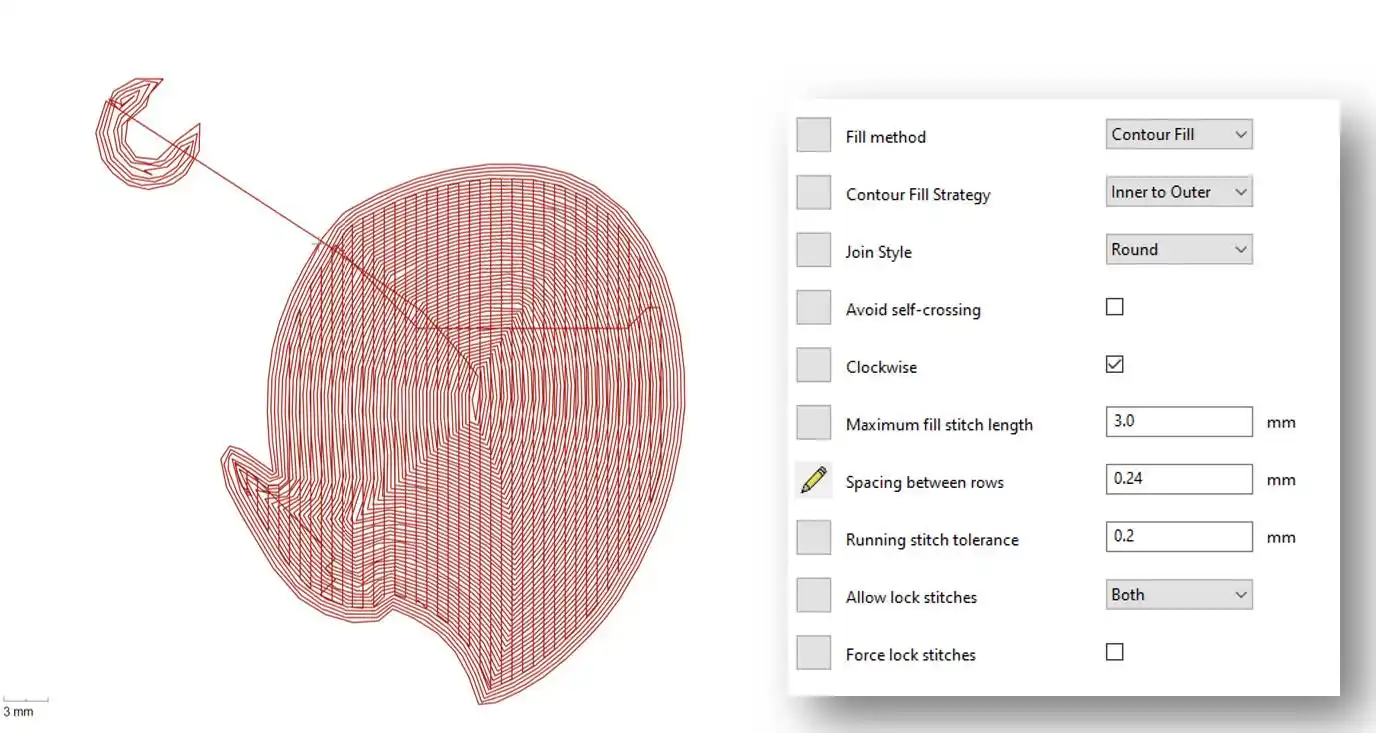 Fill method Contour Fill
Contour Fill Strategy Inner to Outer
Join Style Round
Avoid self-crossing
Clockwise
Maximum fill stitch length 3.0 mm
Spacing between rows 0.24 mm
Running stitch tolerance 0.2 mm
Allow lock stitches Both
Force lock stitches
3 mm